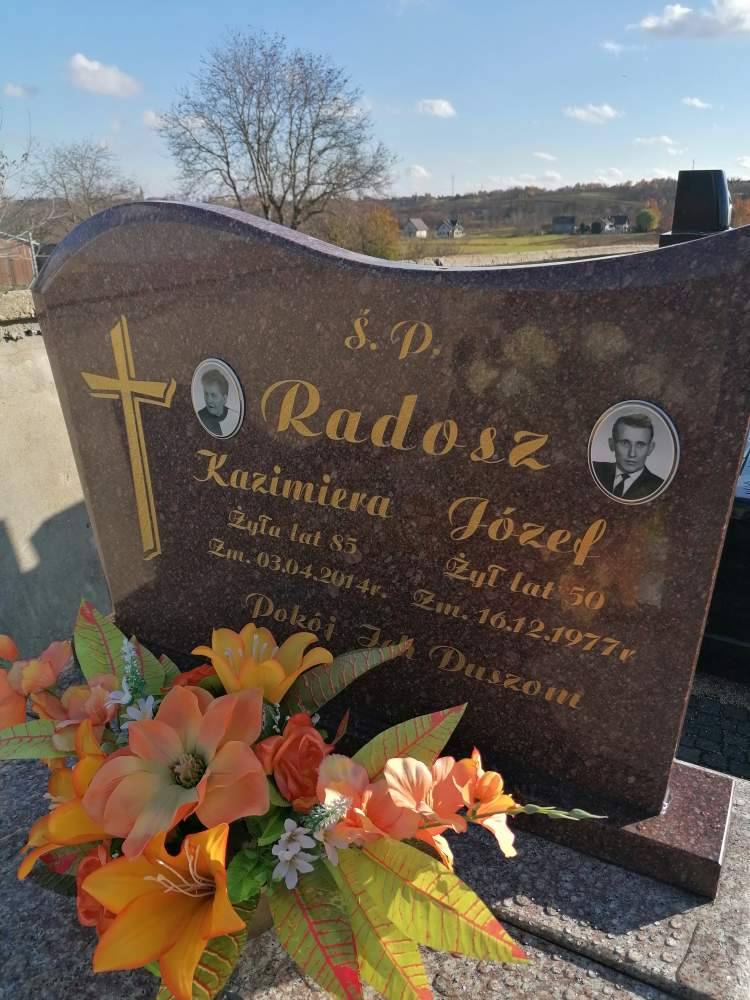 Ś. P.
Radosz
Kazimiera
Żyła lat 85
Zm. 03.04.2014r.
Józef
Żył lat 50
Zm. 16.12.1977r
Pokój Ich Duszom